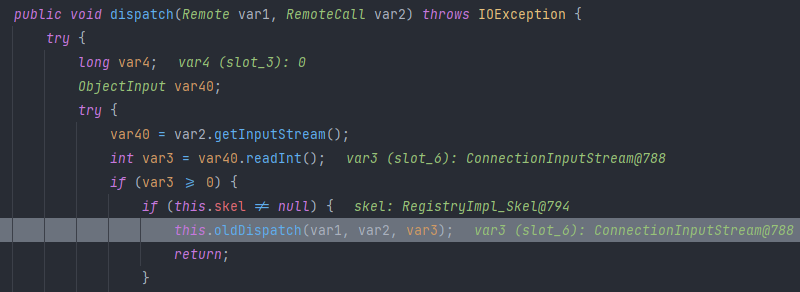 public void dispatch(Remote var1, RemoteCall var2) throws IOException {
try {
long var4; var4 (slot_3): 0
ObjectInput var40;
try {
var40 = var2.getInputStream();
int var3 = var40.readInt(); var3 (slot_6): ConnectionInputStream@788
if (var3 >= 0) {
if (this.skel != null) { skel: RegistryImpl_Skel@794
this.oldDispatch(var1, var2, var3); var3 (slot_6): ConnectionInputStream@788
return;
}